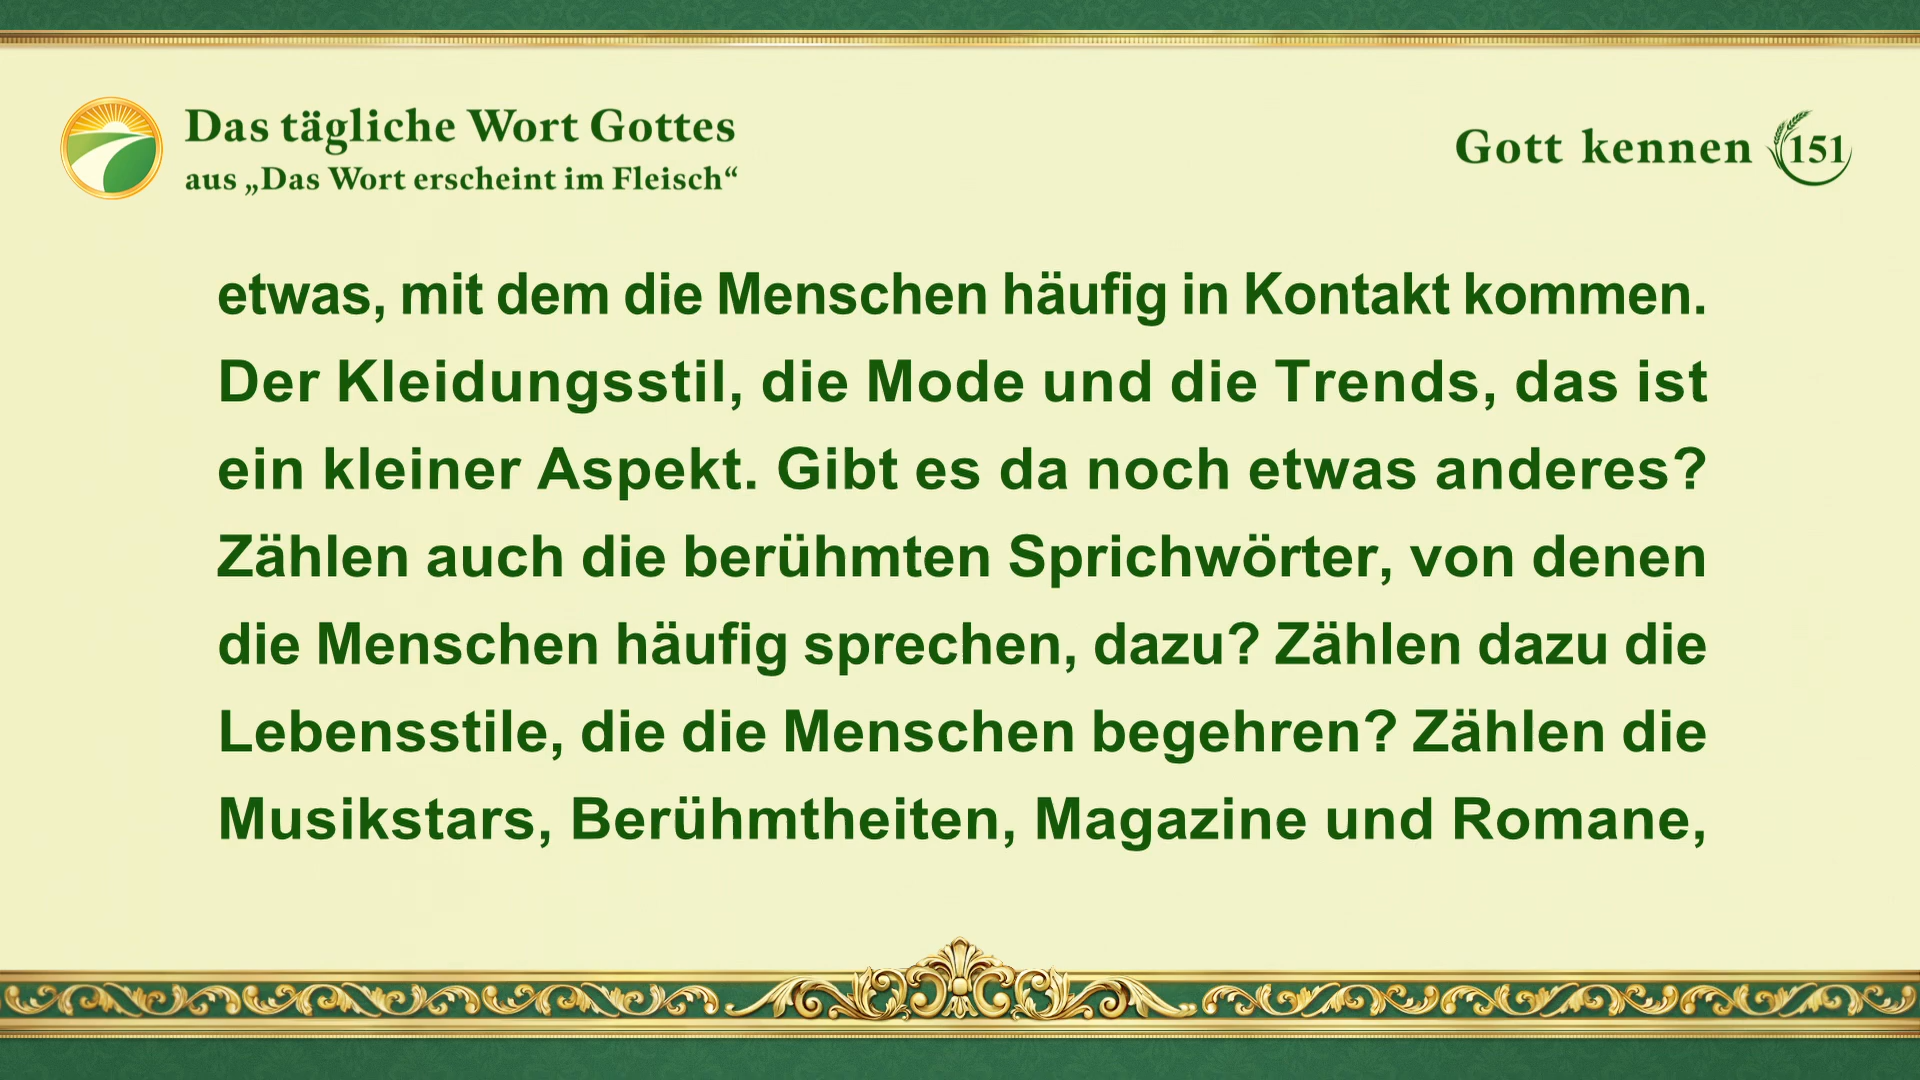 Das tägliche Wort Gottes
aus „Das Wort erscheint im Fleisch“
Gott kennen 151
etwas, mit dem die Menschen häufig in Kontakt kommen.
Der Kleidungsstil, die Mode und die Trends, das ist
ein kleiner Aspekt. Gibt es da noch etwas anderes?
Zählen auch die berühmten Sprichwörter, von denen
die Menschen häufig sprechen, dazu? Zählen dazu die
Lebensstile, die die Menschen begehren? Zählen die
Musikstars, Berühmtheiten, Magazine und Romane,